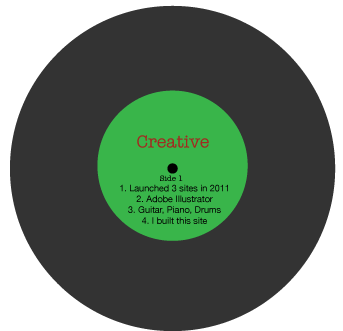 Creative
Side 1
1. Launched 3 sites in 2011
2. Adobe Illustrator
3. Guitar, Piano, Drums
4. I built this site